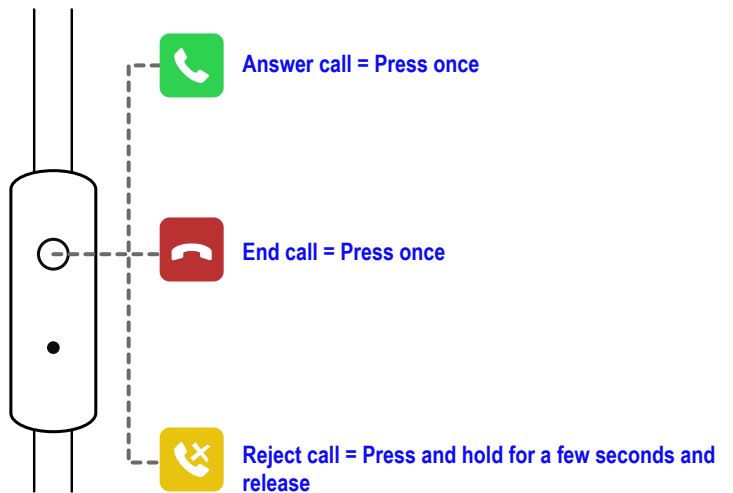 Answer call = Press once
End call = Press once
Reject call = Press and hold for a few seconds and
release